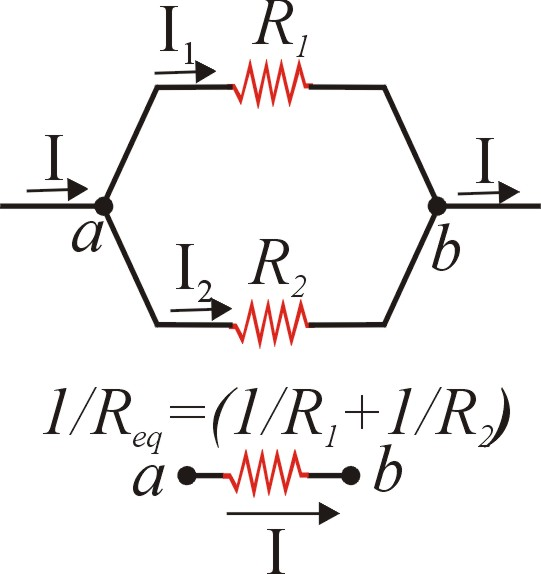 I₁ R₁
I I
a b
I₂ R₂
1/Req=(1/R₁+1/R₂)
a b
I